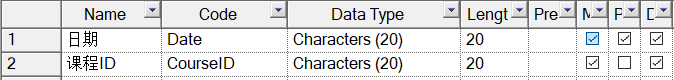 Name Code Data Type Lengt Pre M P D
1 日期 Date Characters (20) 20
2 课程ID CourseID Characters (20) 20